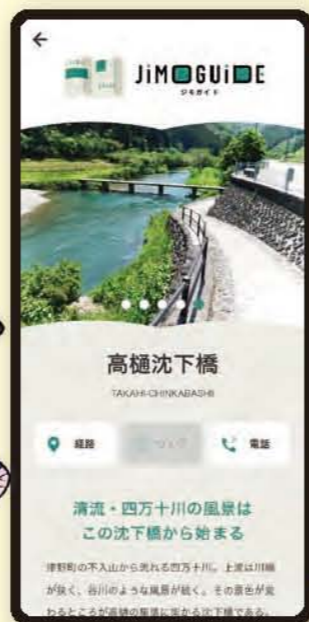 JiMOGUiDE
ジモガイド
高樋沈下橋
TAKAHI-CHINKABASHI
経路
電話
清流・四万十川の風景は
この沈下橋から始まる
津野町の不入山から流れる四万十川。上流は川幅
が狭く、谷川のような風景が続く。その景色が変
わるところが高樋の集落に架かる沈下橋である。